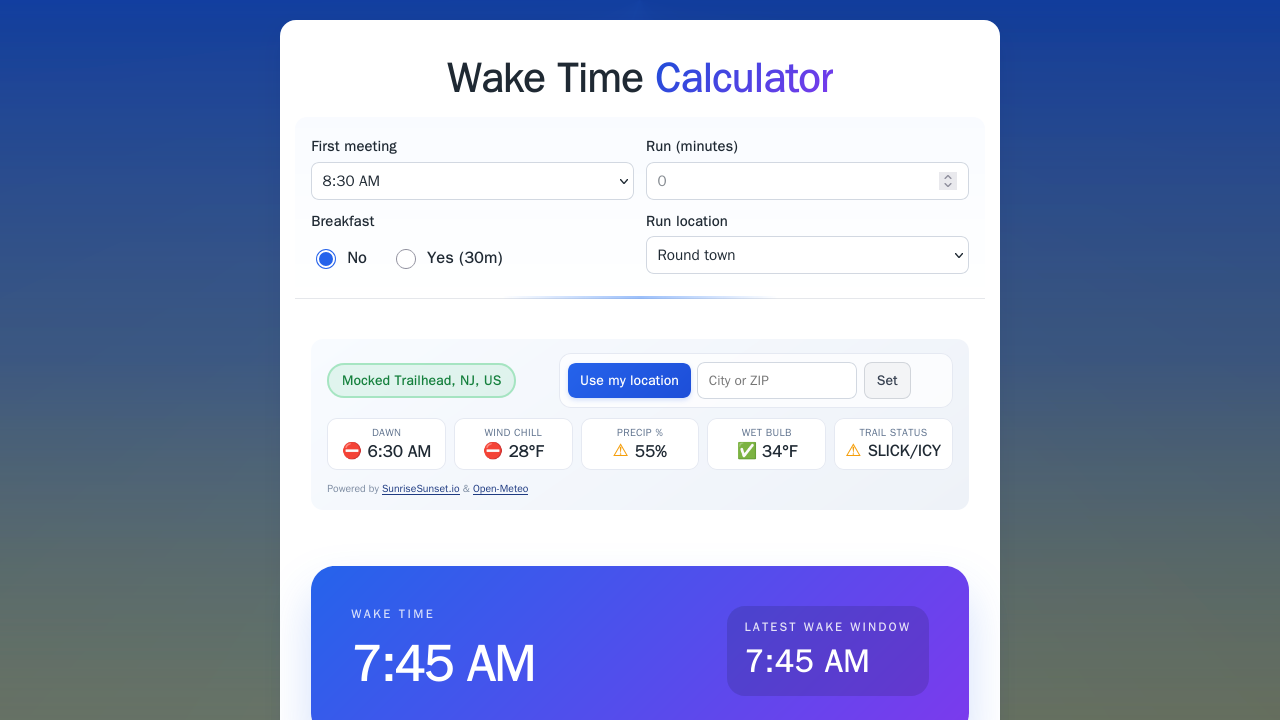 Wake Time Calculator
First meeting
8:30 AM
Run (minutes)
0
Breakfast
No
Yes (30m)
Run location
Round town
Mocked Trailhead, NJ, US
Use my location
City or ZIP
Set
DAWN
⛔ 6:30 AM
WIND CHILL
⛔ 28°F
PRECIP %
⚠ 55%
WET BULB
✅ 34°F
TRAIL STATUS
⚠ SLICK/ICY
Powered by SunriseSunset.io & Open-Meteo
WAKE TIME
7:45 AM
LATEST WAKE WINDOW
7:45 AM